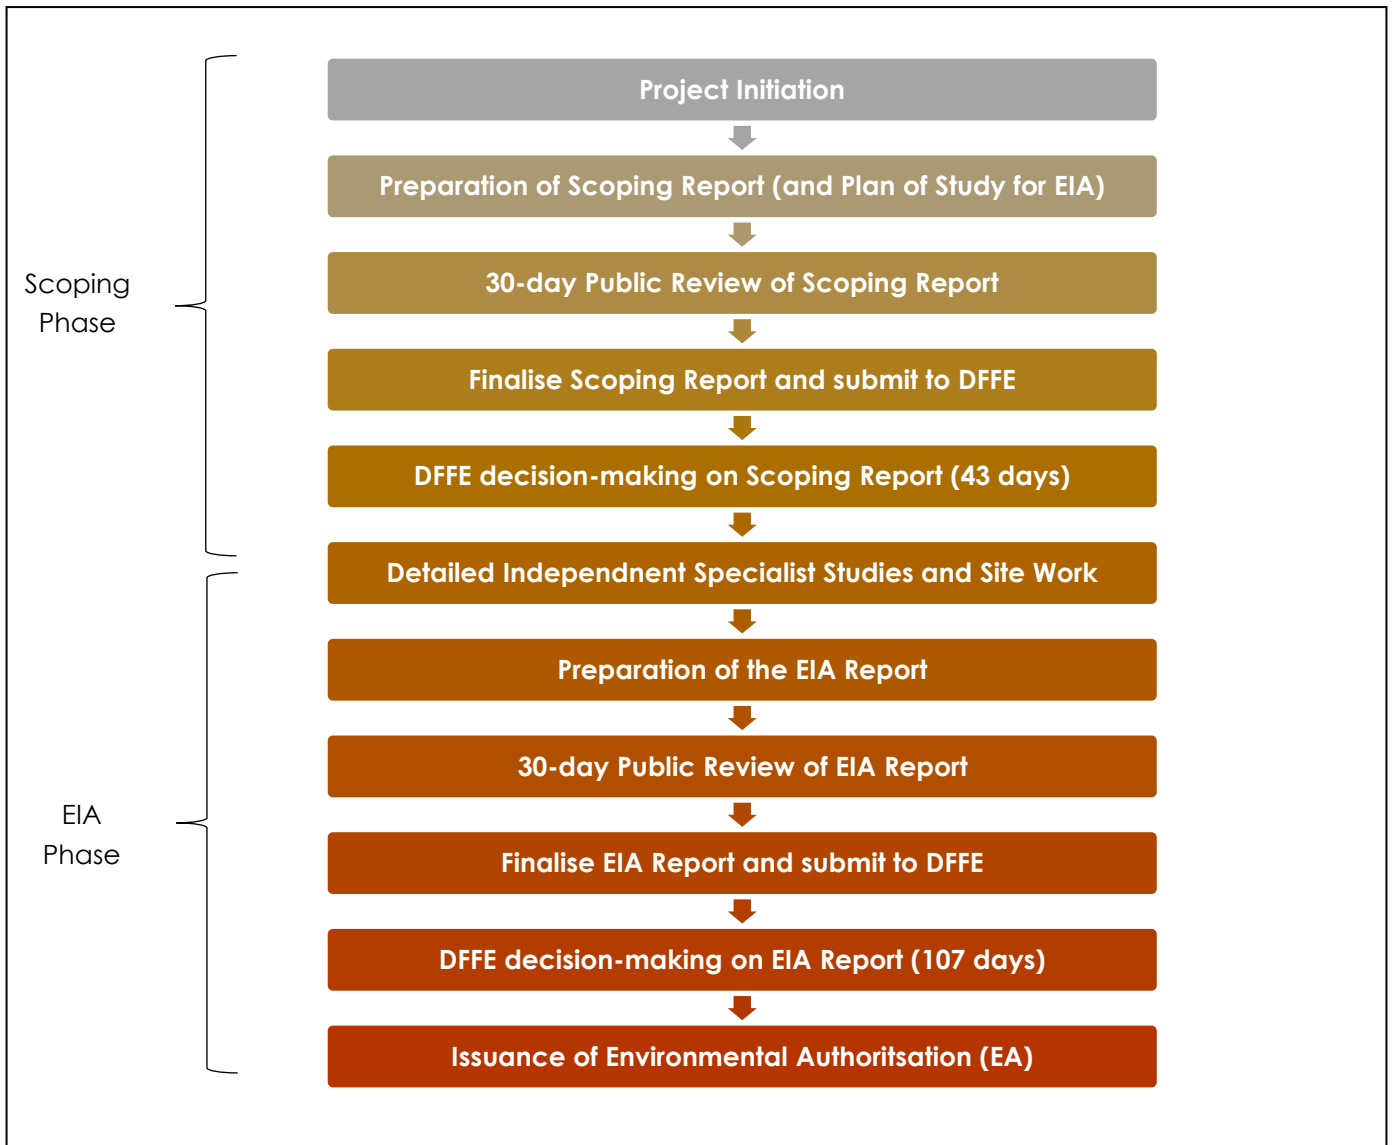 Project Initiation
Preparation of Scoping Report (and Plan of Study for EIA)
30-day Public Review of Scoping Report
Scoping
Phase
Finalise Scoping Report and submit to DFFE
DFFE decision-making on Scoping Report (43 days)
Detailed Independnent Specialist Studies and Site Work
Preparation of the EIA Report
30-day Public Review of EIA Report
EIA
Phase
Finalise EIA Report and submit to DFFE
DFFE decision-making on EIA Report (107 days)
Issuance of Environmental Authoritsation (EA)